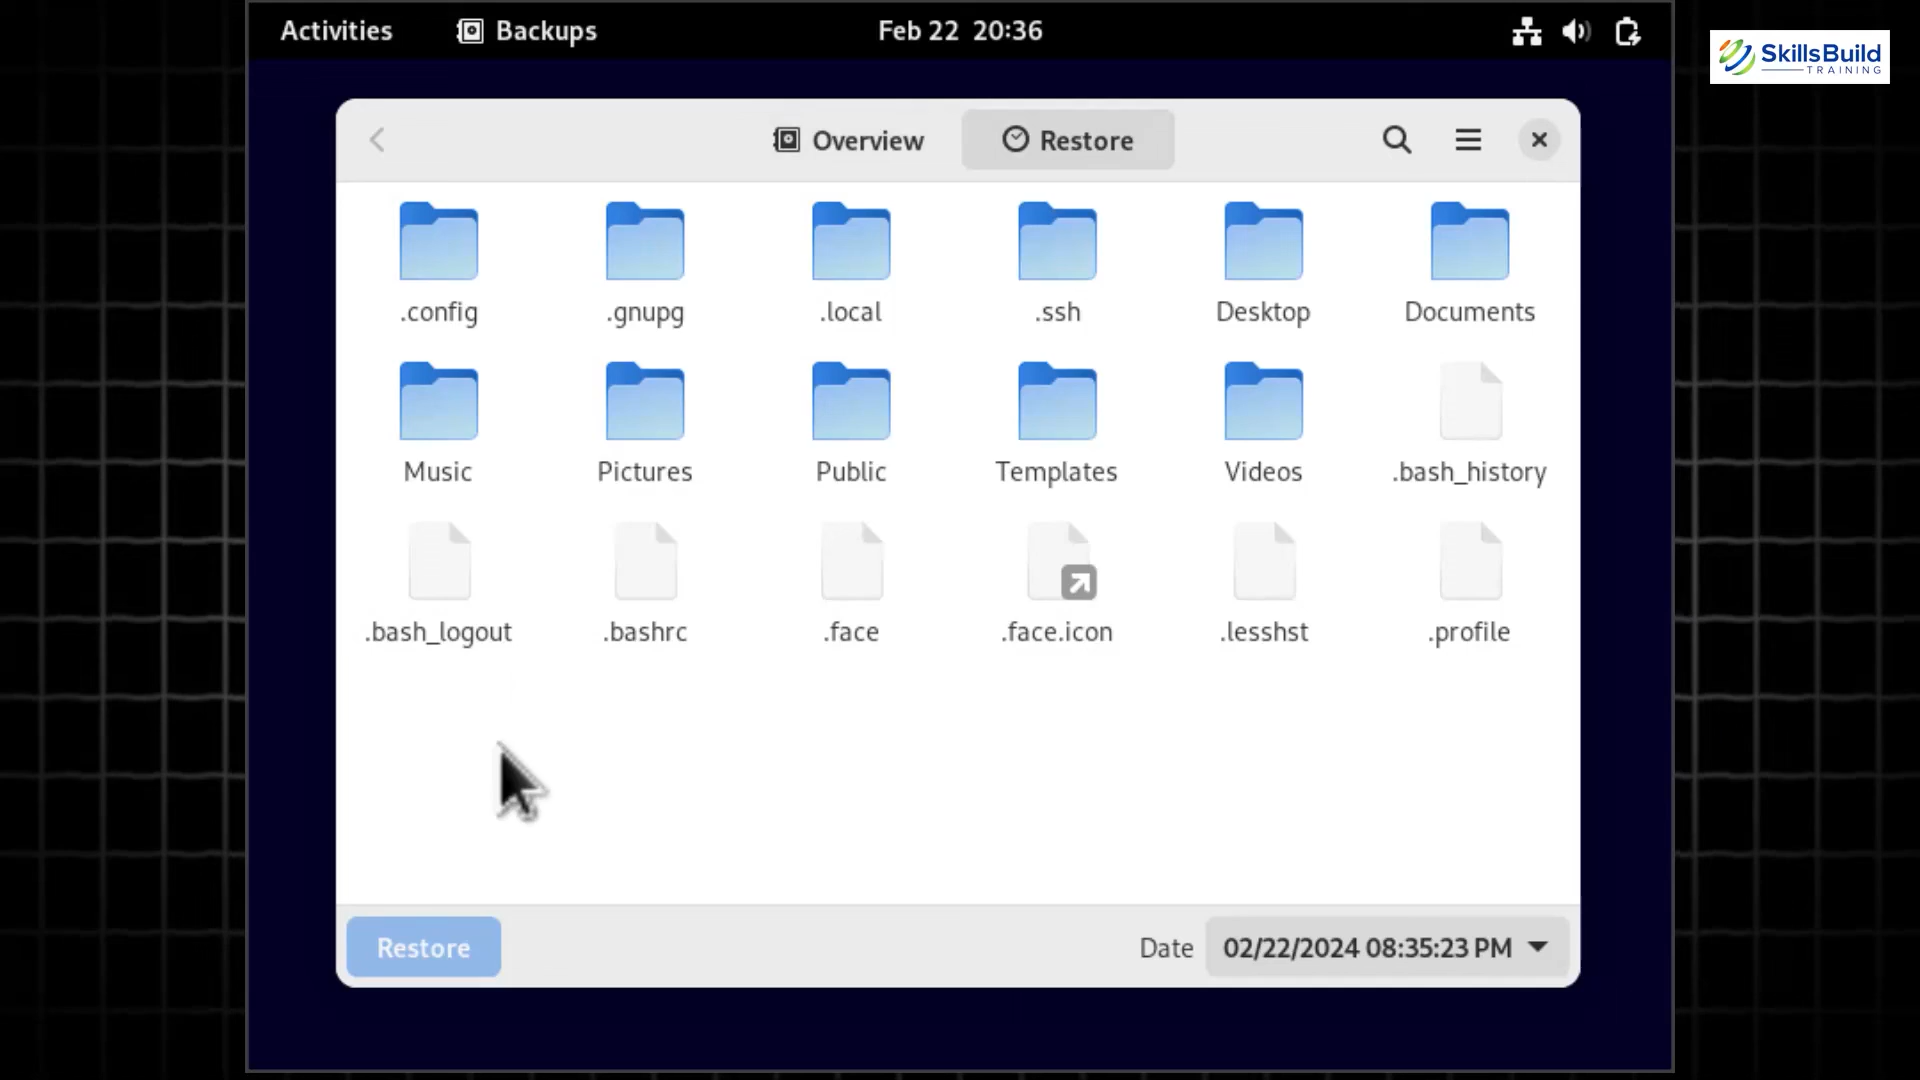 Activities Backups Feb 22 20:36
SkillsBuild
TRAINING
Overview Restore
.config .gnupg .local .ssh Desktop Documents
Music Pictures Public Templates Videos .bash_history
.bash_logout .bashrc .face .face.icon .lesshst .profile
Restore Date 02/22/2024 08:35:23 PM